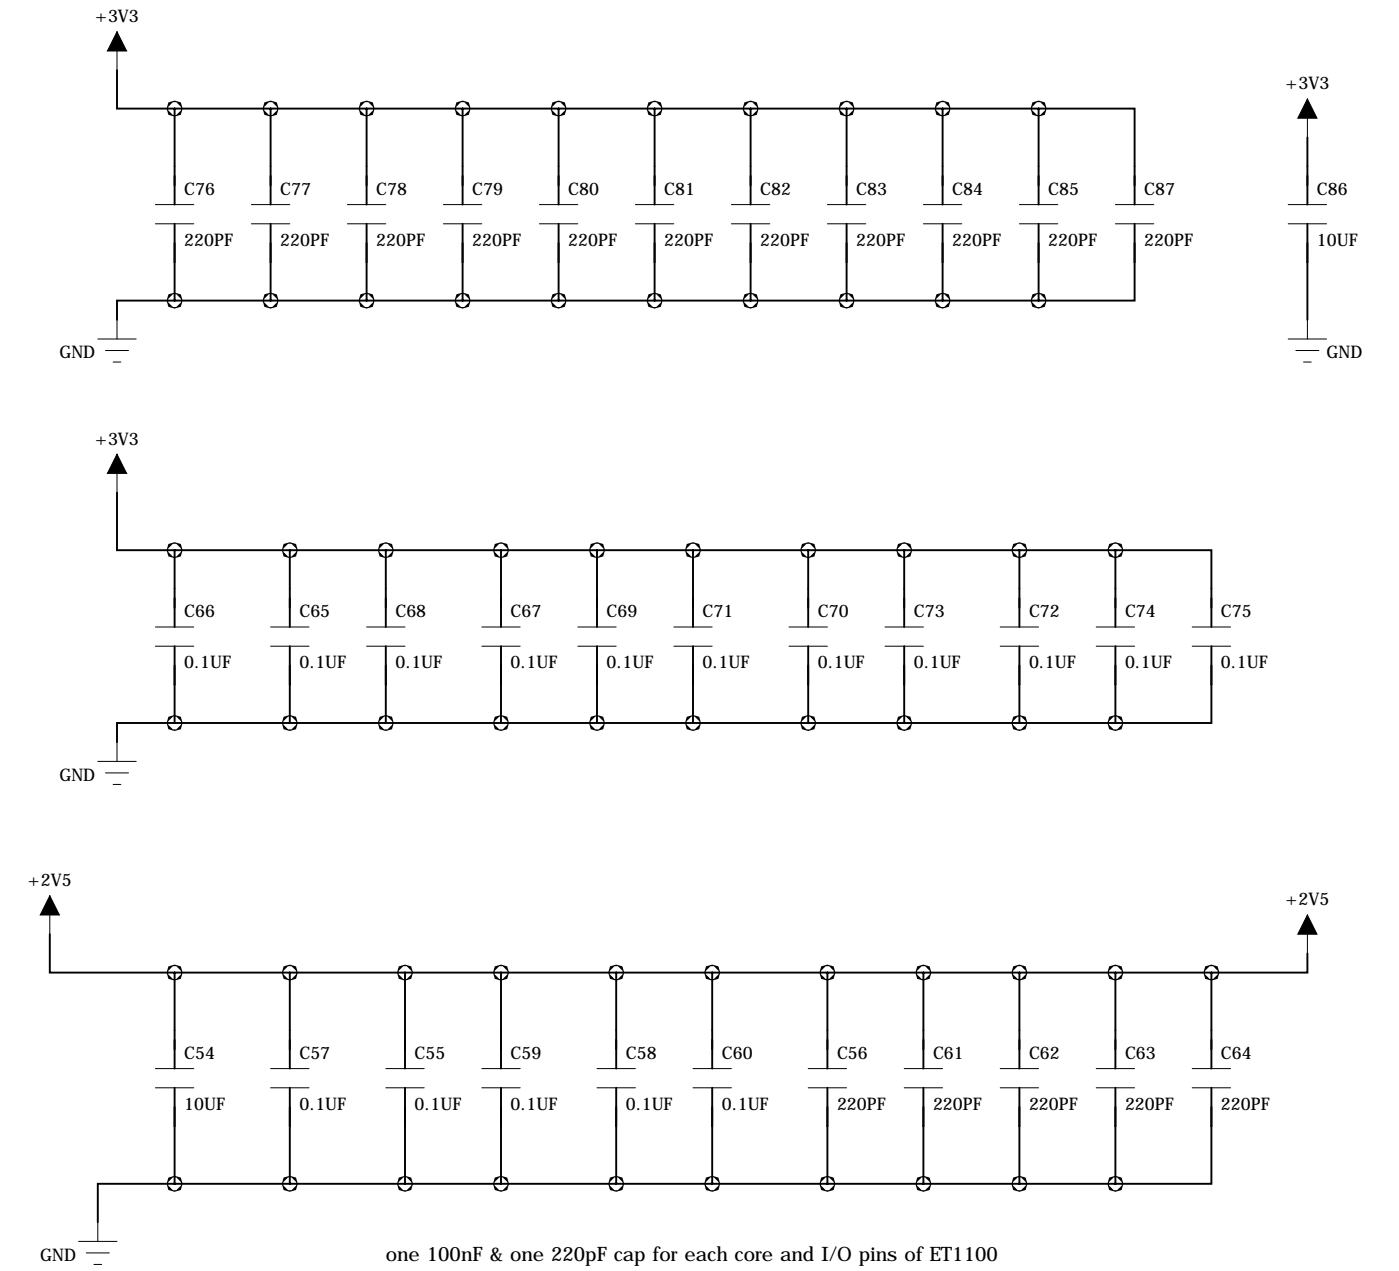 +3V3
+3V3
C76 C77 C78 C79 C80 C81 C82 C83 C84 C85 C87 C86
220PF 220PF 220PF 220PF 220PF 220PF 220PF 220PF 220PF 220PF 220PF 10UF
GND GND
+3V3
C66 C65 C68 C67 C69 C71 C70 C73 C72 C74 C75
0.1UF 0.1UF 0.1UF 0.1UF 0.1UF 0.1UF 0.1UF 0.1UF 0.1UF 0.1UF 0.1UF
GND
+2V5
+2V5
C54 C57 C55 C59 C58 C60 C56 C61 C62 C63 C64
10UF 0.1UF 0.1UF 0.1UF 0.1UF 0.1UF 220PF 220PF 220PF 220PF 220PF
GND one 100nF & one 220pF cap for each core and I/O pins of ET1100